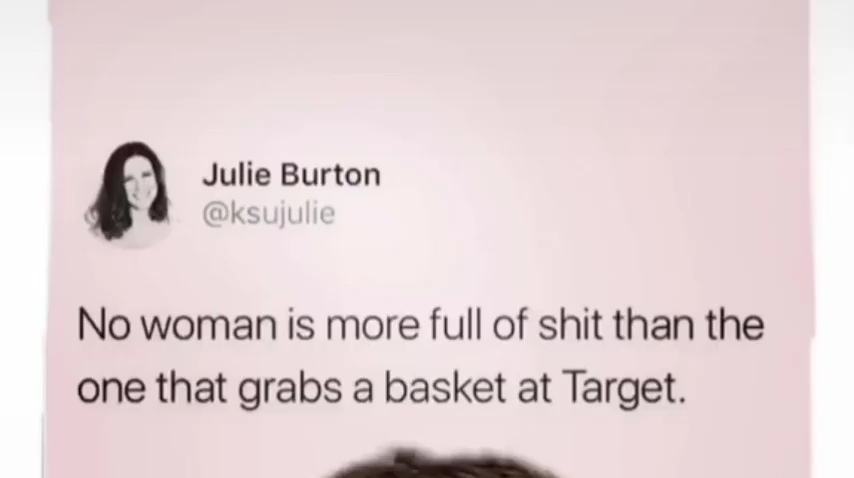 Julie Burton
@ksujulie
No woman is more full of shit than the
one that grabs a basket at Target.